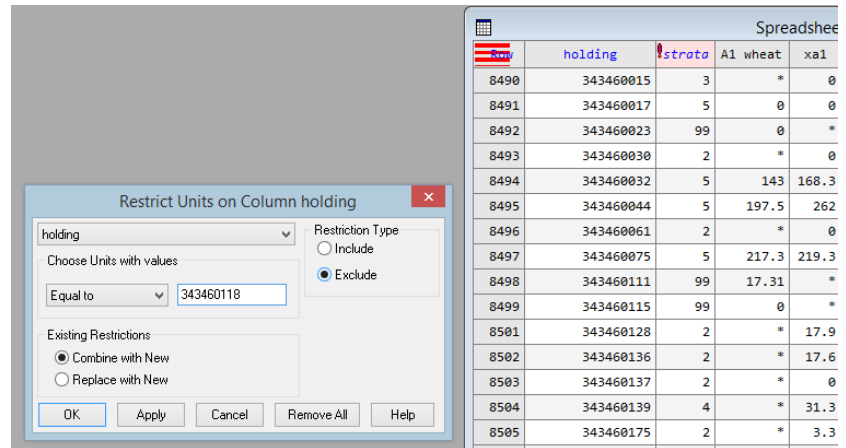 Spreadshee
Row holding !strata A1 wheat xa1
8490 343460015 3 * 0
8491 343460017 5 0 0
8492 343460023 99 0 *
8493 343460030 2 * 0
8494 343460032 5 143 168.3
8495 343460044 5 197.5 262
8496 343460061 2 * 0
8497 343460075 5 217.3 219.3
8498 343460111 99 17.31 *
8499 343460115 99 0 *
8501 343460128 2 * 17.9
8502 343460136 2 * 17.6
8503 343460137 2 * 0
8504 343460139 4 * 31.3
8505 343460175 2 * 3.3
Restrict Units on Column holding
holding
Restriction Type
Include
Exclude
Choose Units with values
Equal to 343460118
Existing Restrictions
Combine with New
Replace with New
OK Apply Cancel Remove All Help